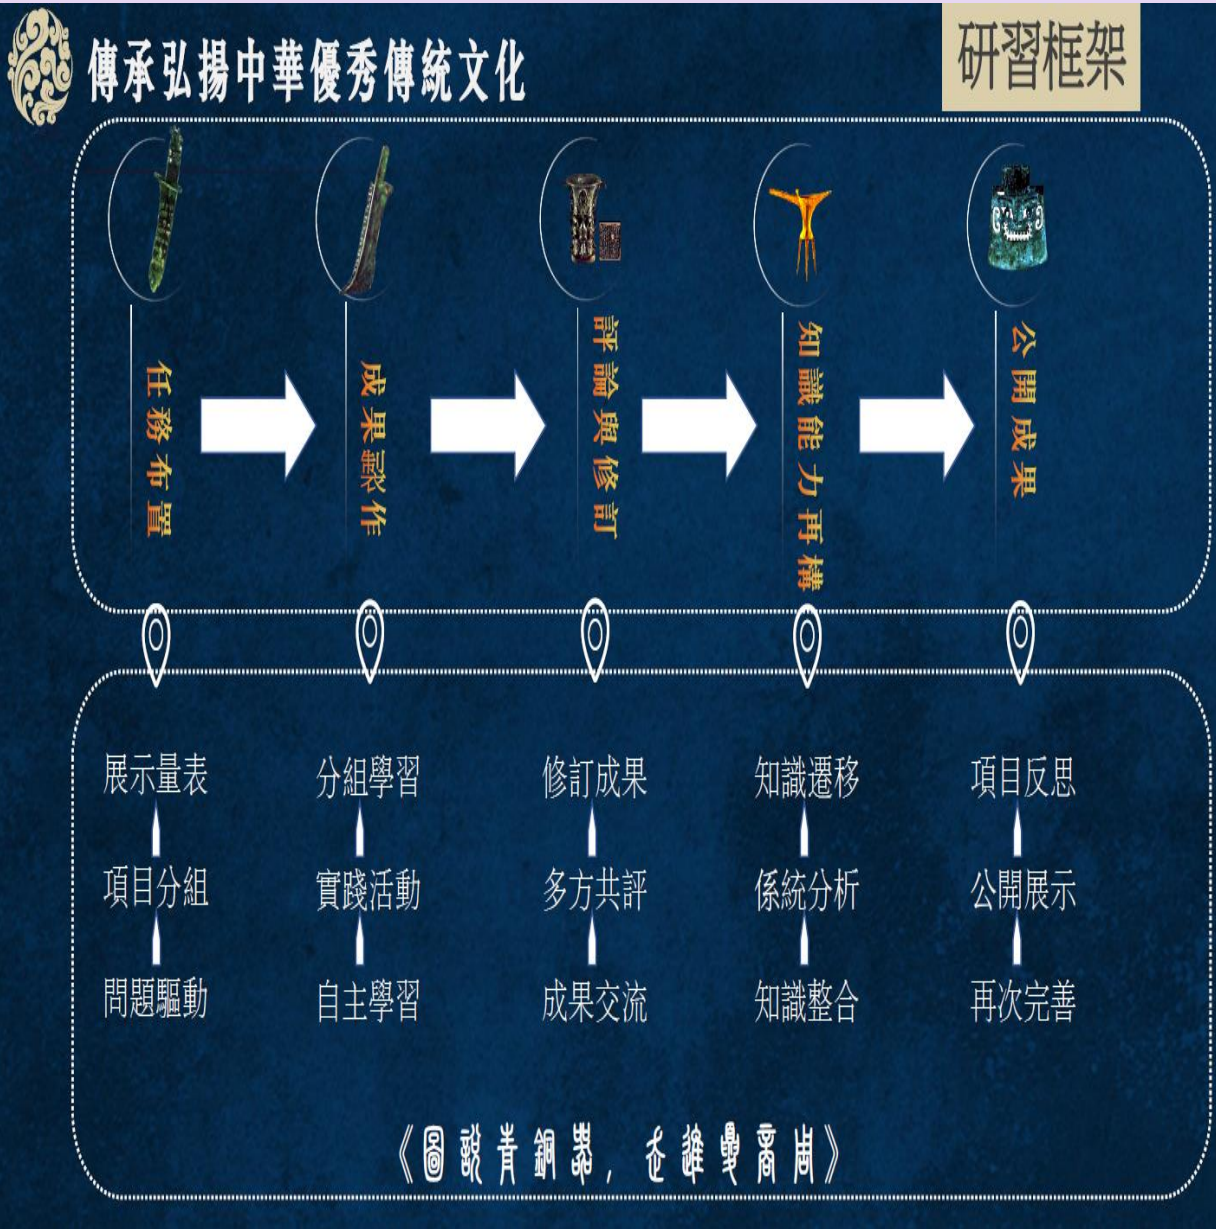 傳承弘揚中華優秀傳統文化
研習框架
任務布置
成果製作
評論與修訂
知識能力再構
公開成果
展示量表
項目分組
問題驅動
分組學習
實踐活動
自主學習
修訂成果
多方共評
成果交流
知識遷移
係統分析
知識整合
項目反思
公開展示
再次完善
《圖說青銅器，走進夏商周》